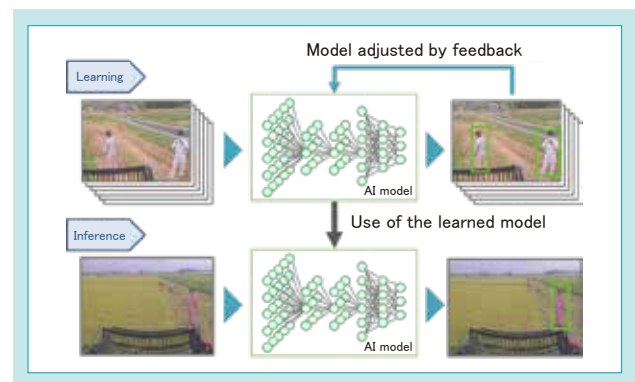 Model adjusted by feedback
Learning
AI model
Use of the learned model
Inference
AI model